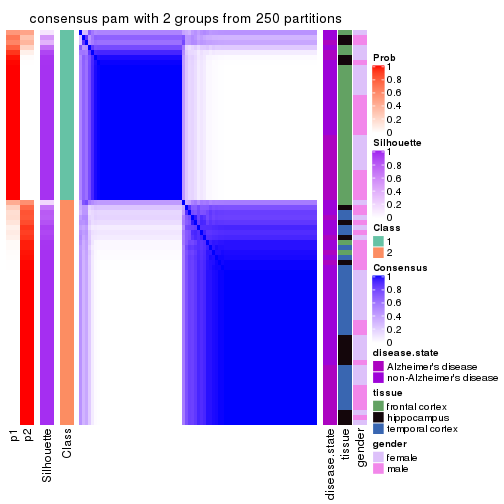 consensus pam with 2 groups from 250 partitions
Prob
1
0.8
0.6
0.4
0.2
0
Silhouette
1
0.8
0.6
0.4
0.2
0
Class
1
2
Consensus
1
0.8
0.6
0.4
0.2
0
disease.state
Alzheimer's disease
non-Alzheimer's disease
tissue
frontal cortex
hippocampus
temporal cortex
gender
female
male
p1
p2
Silhouette
Class
disease.state
tissue
gender